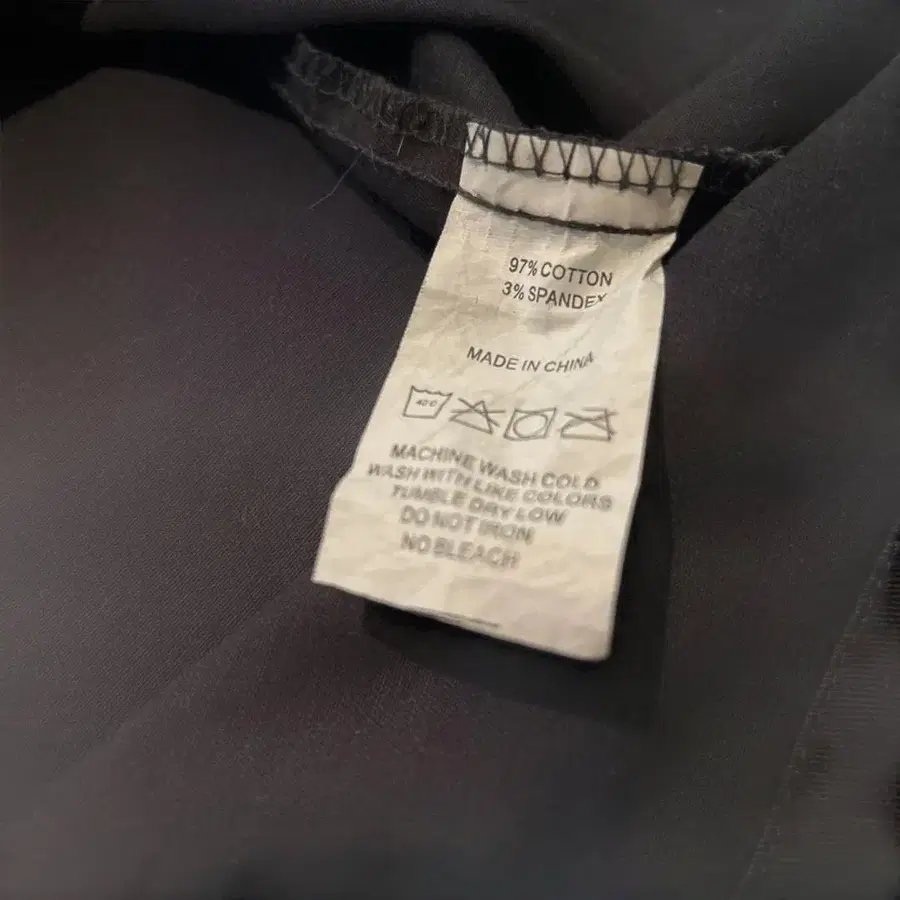 97% COTTON
3% SPANDEX
MADE IN CHINA
40C
MACHINE WASH COLD
WASH WITH LIKE COLORS
TUMBLE DRY LOW
DO NOT IRON
NO BLEACH